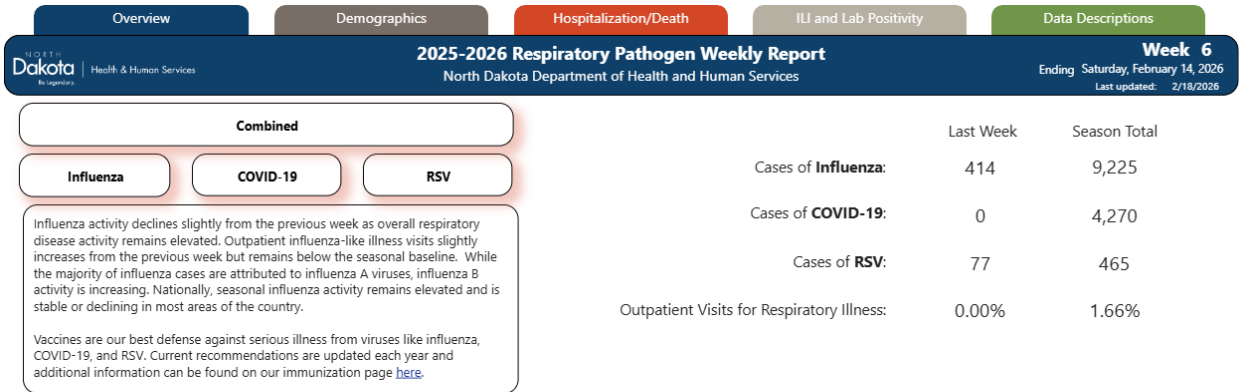 Overview
Demographics
Hospitalization/Death
ILI and Lab Positivity
Data Descriptions
NORTH
Dakota | Health & Human Services
Be Legendary.
2025-2026 Respiratory Pathogen Weekly Report
North Dakota Department of Health and Human Services
Week 6
Ending Saturday, February 14, 2026
Last updated: 2/18/2026
Combined
Influenza
COVID-19
RSV
Influenza activity declines slightly from the previous week as overall respiratory
disease activity remains elevated. Outpatient influenza-like illness visits slightly
increases from the previous week but remains below the seasonal baseline. While
the majority of influenza cases are attributed to influenza A viruses, influenza B
activity is increasing. Nationally, seasonal influenza activity remains elevated and is
stable or declining in most areas of the country.
Vaccines are our best defense against serious illness from viruses like influenza,
COVID-19, and RSV. Current recommendations are updated each year and
additional information can be found on our immunization page here.
Last Week Season Total
Cases of Influenza: 414 9,225
Cases of COVID-19: 0 4,270
Cases of RSV: 77 465
Outpatient Visits for Respiratory Illness: 0.00% 1.66%